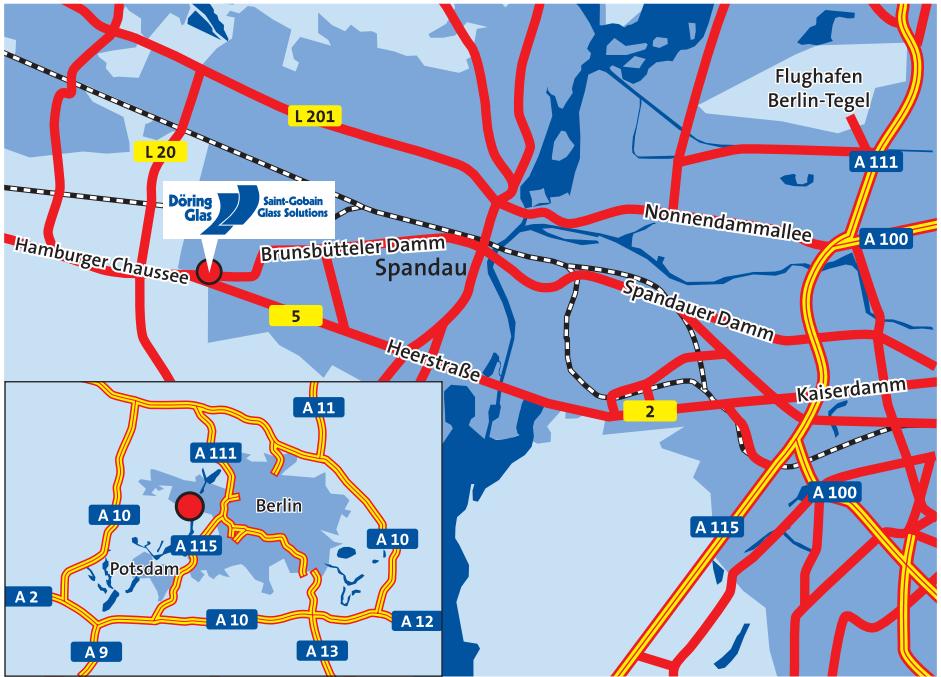 Flughafen
Berlin-Tegel
L 201
L 20
A 111
Döring
Glas
Saint-Gobain
Glass Solutions
Nonnendammallee
A 100
Hamburger Chaussee
Brunsbütteler Damm
Spandau
5
Spandauer Damm
Heerstraße
Kaiserdamm
2
A 11
A 111
A 10
Berlin
A 100
A 115
A 10
A 115
Potsdam
A 2
A 10
A 12
A 9
A 13